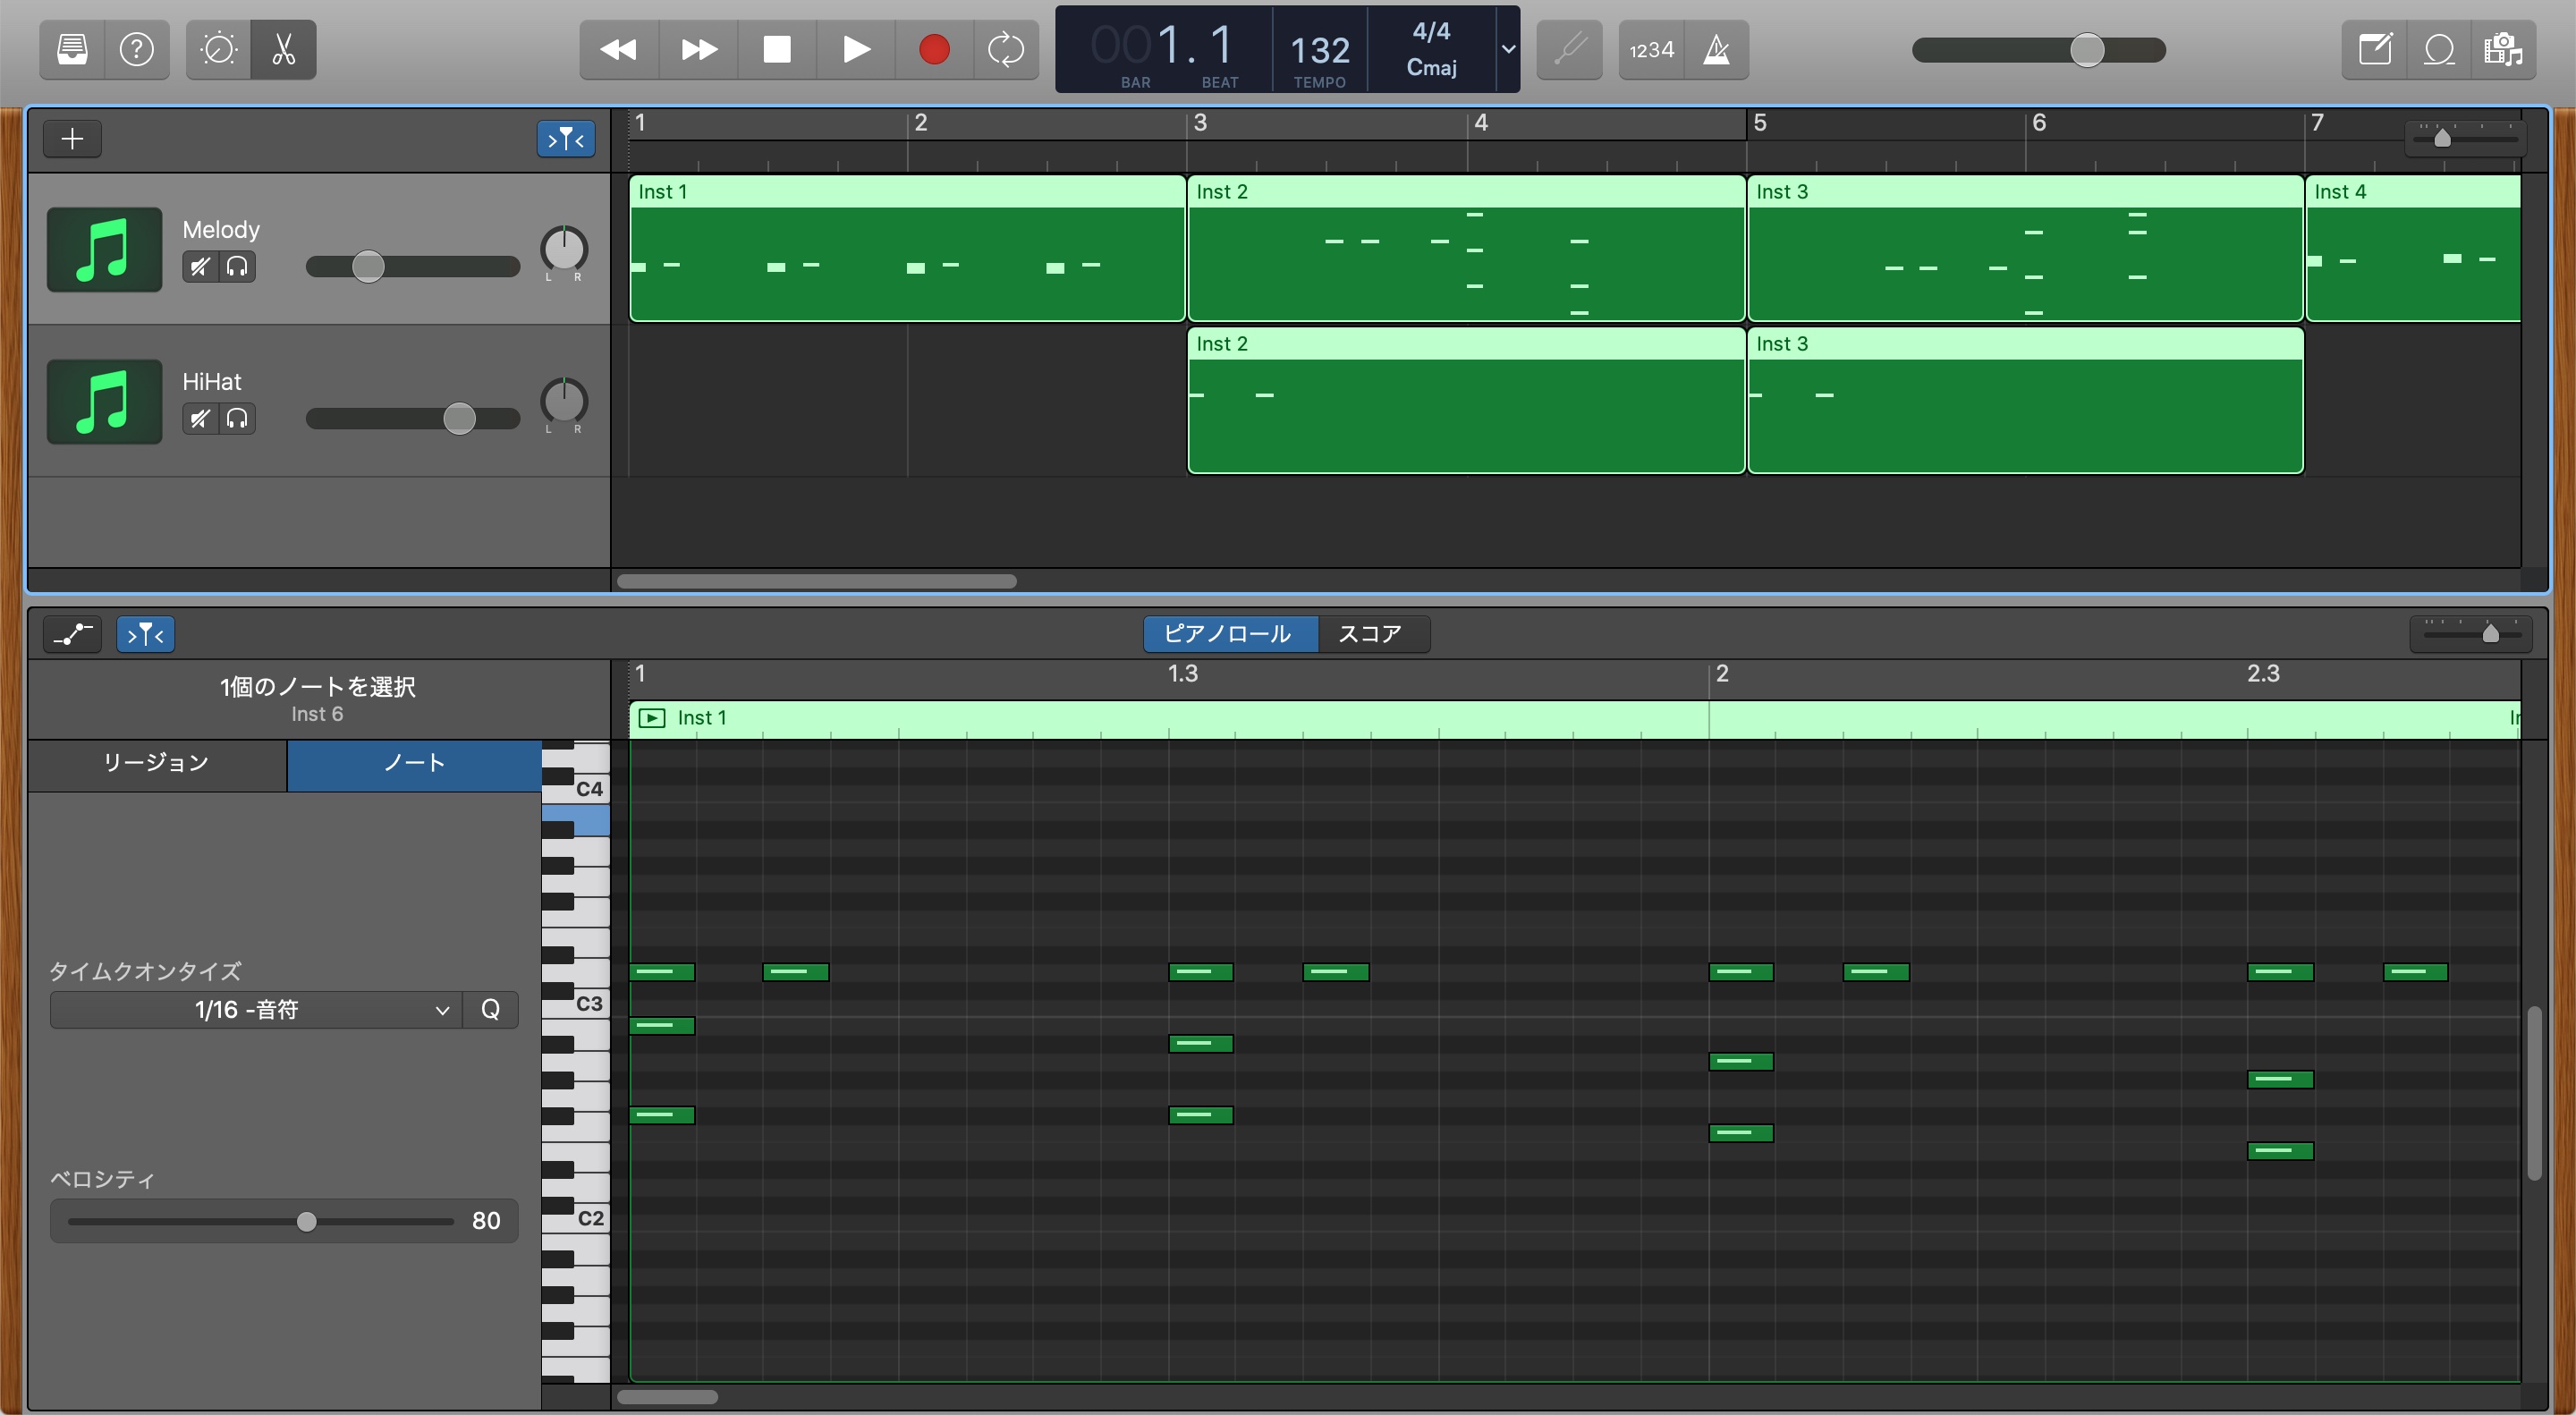 ?
001.1
BAR
BEAT
132
TEMPO
4/4
Cmaj
1234
1
2
3
4
5
6
7
Melody
L
R
Inst 1
Inst 2
Inst 3
Inst 4
HiHat
L
R
Inst 2
Inst 3
ピアノロール
スコア
1個のノートを選択
Inst 6
1
1.3
2
2.3
Inst 1
リージョン
ノート
C4
タイムクオンタイズ
1/16 -音符
Q
C3
ベロシティ
80
C2